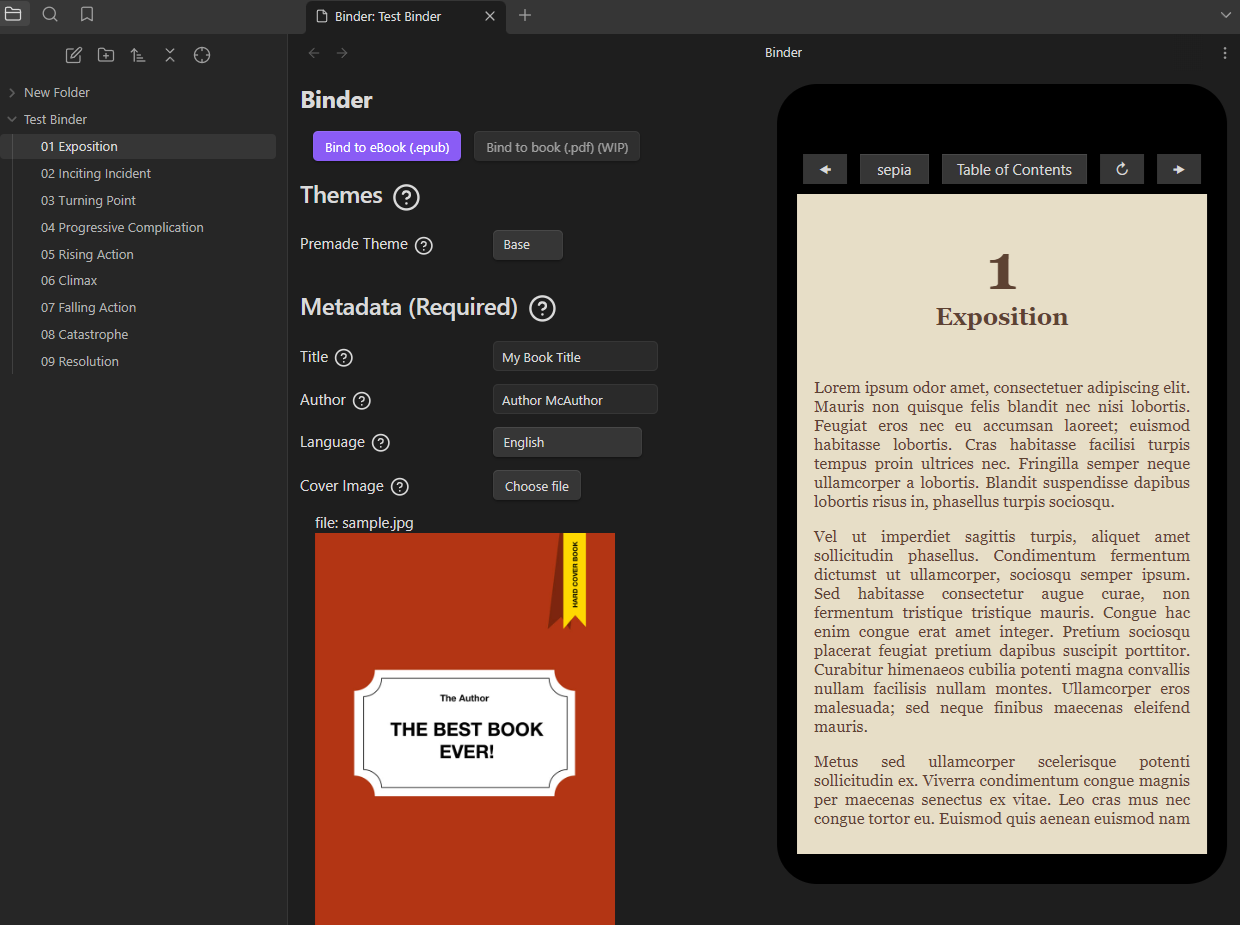 Binder: Test Binder
Binder
New Folder
Test Binder
01 Exposition
02 Inciting Incident
03 Turning Point
04 Progressive Complication
05 Rising Action
06 Climax
07 Falling Action
08 Catastrophe
09 Resolution
Binder
Bind to eBook (.epub)
Bind to book (.pdf) (WIP)
Themes
Premade Theme
Base
Metadata (Required)
Title
My Book Title
Author
Author McAuthor
Language
English
Cover Image
Choose file
file: sample.jpg
HARD COVER BOOK
The Author
THE BEST BOOK
EVER!
sepia
Table of Contents
1
Exposition
Lorem ipsum odor amet, consectetuer adipiscing elit.
Mauris non quisque felis blandit nec nisi lobortis.
Feugiat eros nec eu accumsan laoreet; euismod
habitasse lobortis. Cras habitasse facilisi turpis
tempus proin ultrices nec. Fringilla semper neque
ullamcorper a lobortis. Blandit suspendisse dapibus
lobortis risus in, phasellus turpis sociosqu.
Vel ut imperdiet sagittis turpis, aliquet amet
sollicitudin phasellus. Condimentum fermentum
dictumst ut ullamcorper, sociosqu semper ipsum.
Sed habitasse consectetur augue curae, non
fermentum tristique tristique mauris. Congue hac
enim congue erat amet integer. Pretium sociosqu
placerat feugiat pretium dapibus suscipit porttitor.
Curabitur himenaeos cubilia potenti magna convallis
nullam facilisis nullam montes. Ullamcorper eros
malesuada; sed neque finibus maecenas eleifend
mauris.
Metus sed ullamcorper scelerisque potenti
sollicitudin ex. Viverra condimentum congue magnis
per maecenas senectus ex vitae. Leo cras mus nec
congue tortor eu. Euismod quis aenean euismod nam